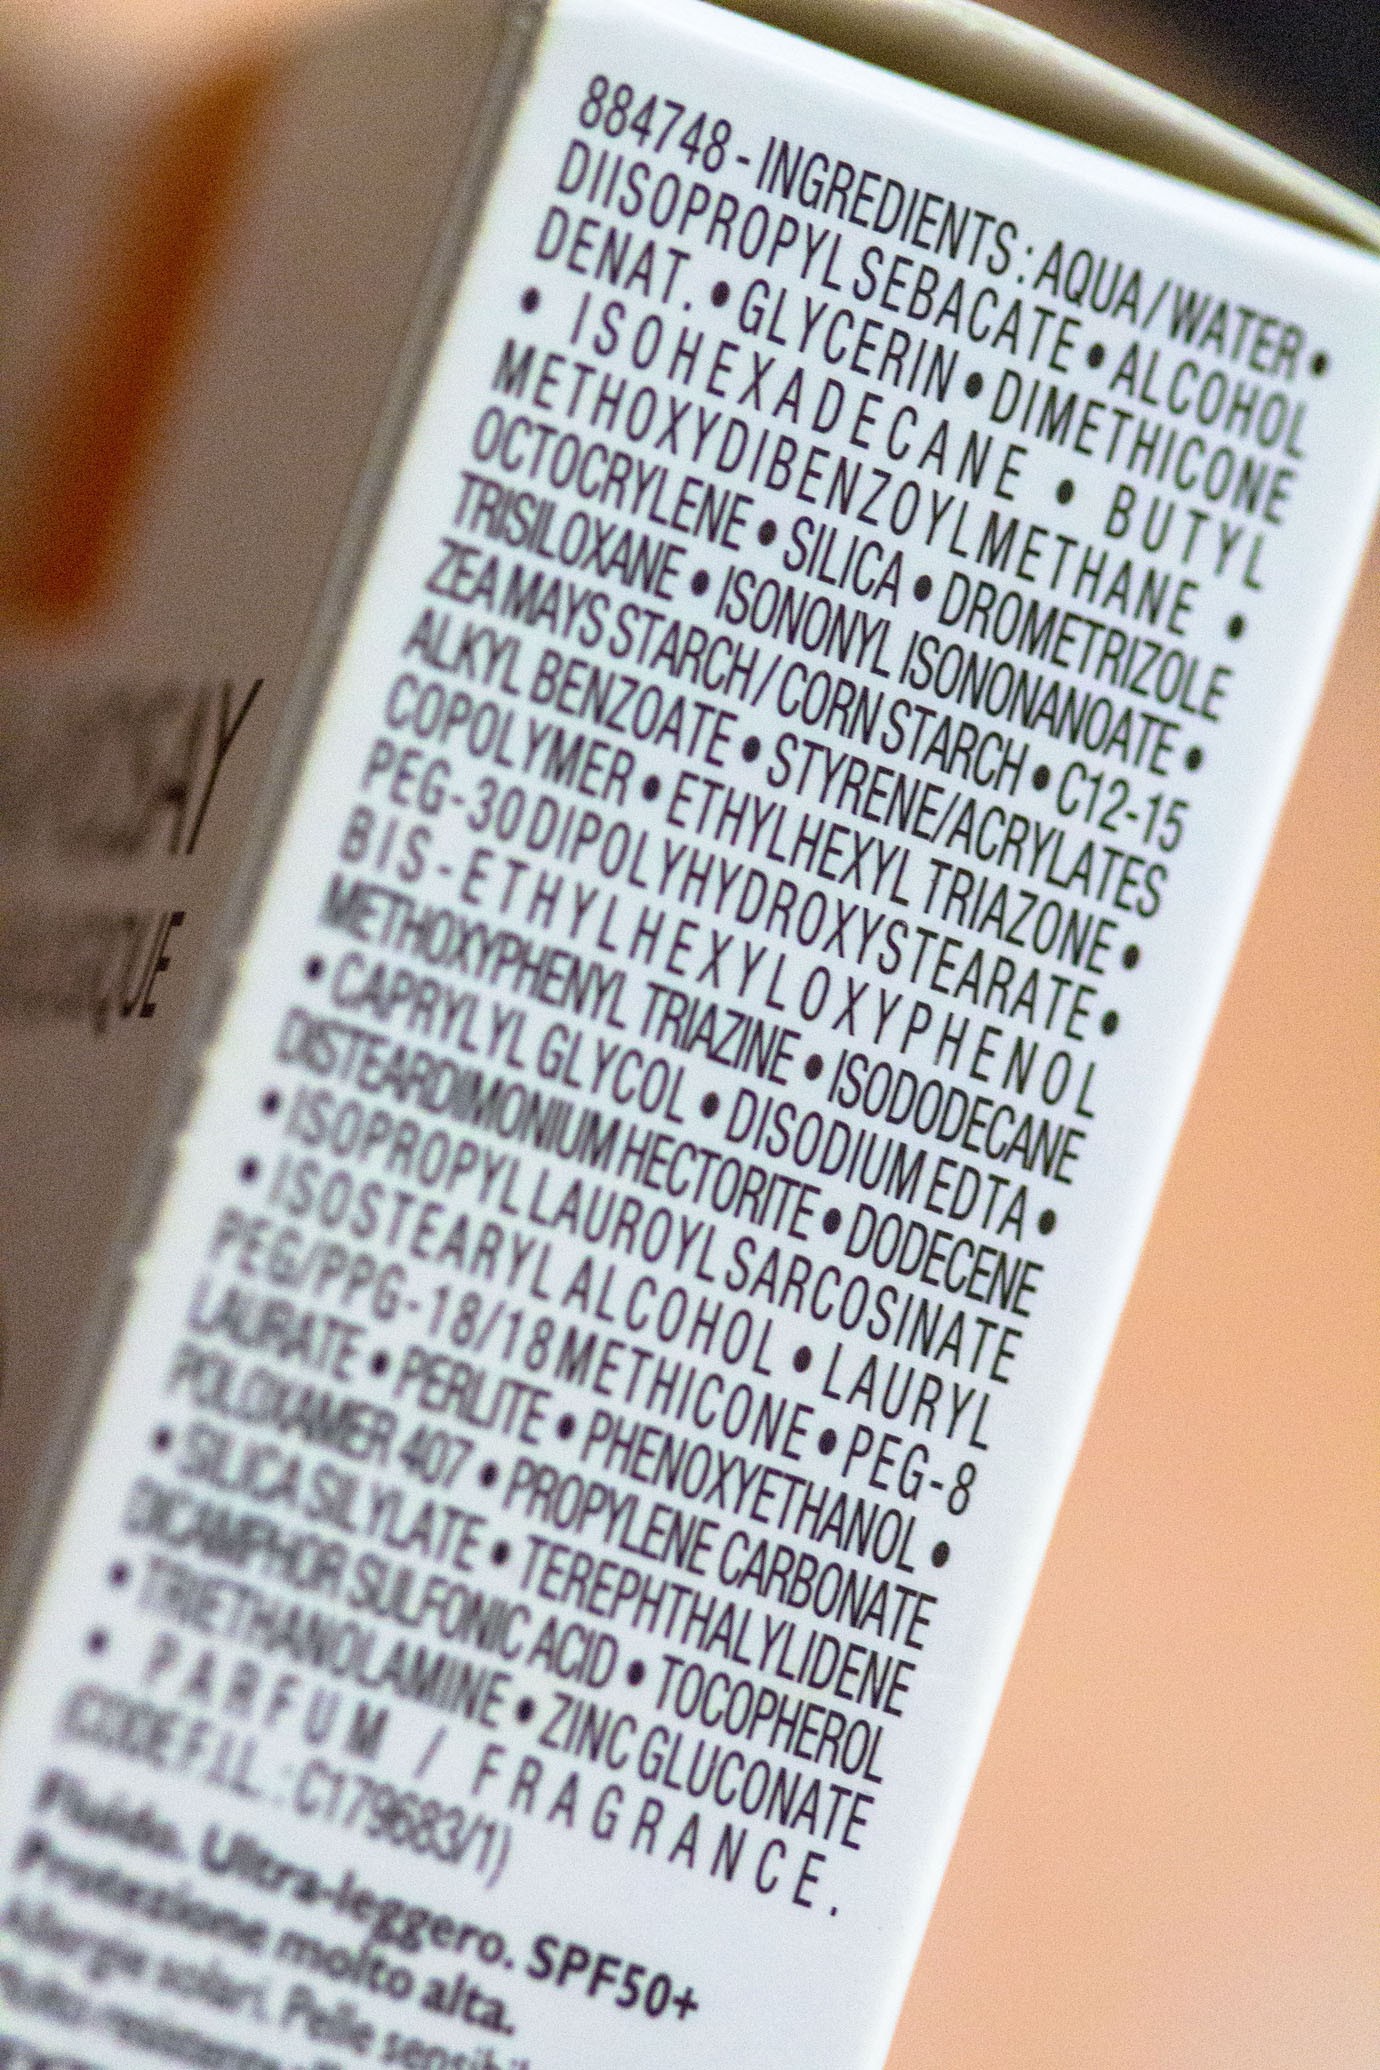 884748 - INGREDIENTS : AQUA / WATER •
DIISOPROPYL SEBACATE • ALCOHOL
DENAT. • GLYCERIN • DIMETHICONE
• ISOHEXADECANE • BUTYL
METHOXYDIBENZOYLMETHANE •
OCTOCRYLENE • SILICA • DROMETRIZOLE
TRISILOXANE • ISONONYL ISONONANOATE •
ZEA MAYS STARCH / CORN STARCH • C12-15
ALKYL BENZOATE • STYRENE/ACRYLATES
COPOLYMER • ETHYLHEXYL TRIAZONE •
PEG-30 DIPOLYHYDROXYSTEARATE •
BIS-ETHYLHEXYLOXYPHENOL
METHOXYPHENYL TRIAZINE • ISODODECANE
• CAPRYLYL GLYCOL • DISODIUM EDTA •
DISTEARDIMONIUM HECTORITE • DODECENE
• ISOPROPYL LAUROYL SARCOSINATE
• ISOSTEARYL ALCOHOL • LAURYL
PEG/PPG-18/18 METHICONE • PEG-8
LAURATE • PERLITE • PHENOXYETHANOL •
POLOXAMER 407 • PROPYLENE CARBONATE
• SILICA SILYLATE • TEREPHTHALYLIDENE
DICAMPHOR SULFONIC ACID • TOCOPHEROL
• TRIETHANOLAMINE • ZINC GLUCONATE
• PARFUM / FRAGRANCE.
(CODE F.I.L. : C179683/1)
Fluido. Ultra-leggero. SPF50+
Protezione molto alta.
Allergie solari. Pelle